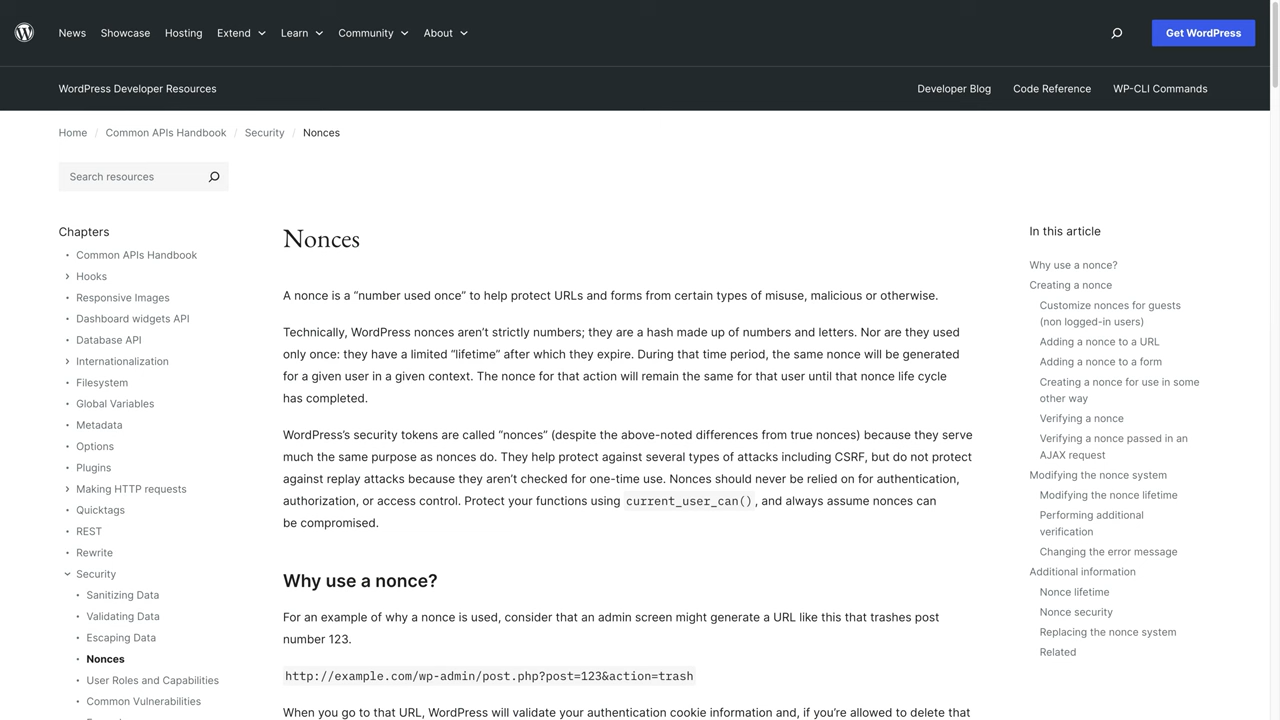 News Showcase Hosting Extend Learn Community About
Get WordPress
WordPress Developer Resources
Developer Blog Code Reference WP-CLI Commands
Home / Common APIs Handbook / Security / Nonces
Search resources
Chapters
Common APIs Handbook
Hooks
Responsive Images
Dashboard widgets API
Database API
Internationalization
Filesystem
Global Variables
Metadata
Options
Plugins
Making HTTP requests
Quicktags
REST
Rewrite
Security
Sanitizing Data
Validating Data
Escaping Data
Nonces
User Roles and Capabilities
Common Vulnerabilities
Nonces
A nonce is a “number used once” to help protect URLs and forms from certain types of misuse, malicious or otherwise.
Technically, WordPress nonces aren’t strictly numbers; they are a hash made up of numbers and letters. Nor are they used
only once: they have a limited “lifetime” after which they expire. During that time period, the same nonce will be generated
for a given user in a given context. The nonce for that action will remain the same for that user until that nonce life cycle
has completed.
WordPress’s security tokens are called “nonces” (despite the above-noted differences from true nonces) because they serve
much the same purpose as nonces do. They help protect against several types of attacks including CSRF, but do not protect
against replay attacks because they aren’t checked for one-time use. Nonces should never be relied on for authentication,
authorization, or access control. Protect your functions using current_user_can(), and always assume nonces can
be compromised.
Why use a nonce?
For an example of why a nonce is used, consider that an admin screen might generate a URL like this that trashes post
number 123.
http://example.com/wp-admin/post.php?post=123&action=trash
When you go to that URL, WordPress will validate your authentication cookie information and, if you’re allowed to delete that
In this article
Why use a nonce?
Creating a nonce
Customize nonces for guests
(non logged-in users)
Adding a nonce to a URL
Adding a nonce to a form
Creating a nonce for use in some
other way
Verifying a nonce
Verifying a nonce passed in an
AJAX request
Modifying the nonce system
Modifying the nonce lifetime
Performing additional
verification
Changing the error message
Additional information
Nonce lifetime
Nonce security
Replacing the nonce system
Related